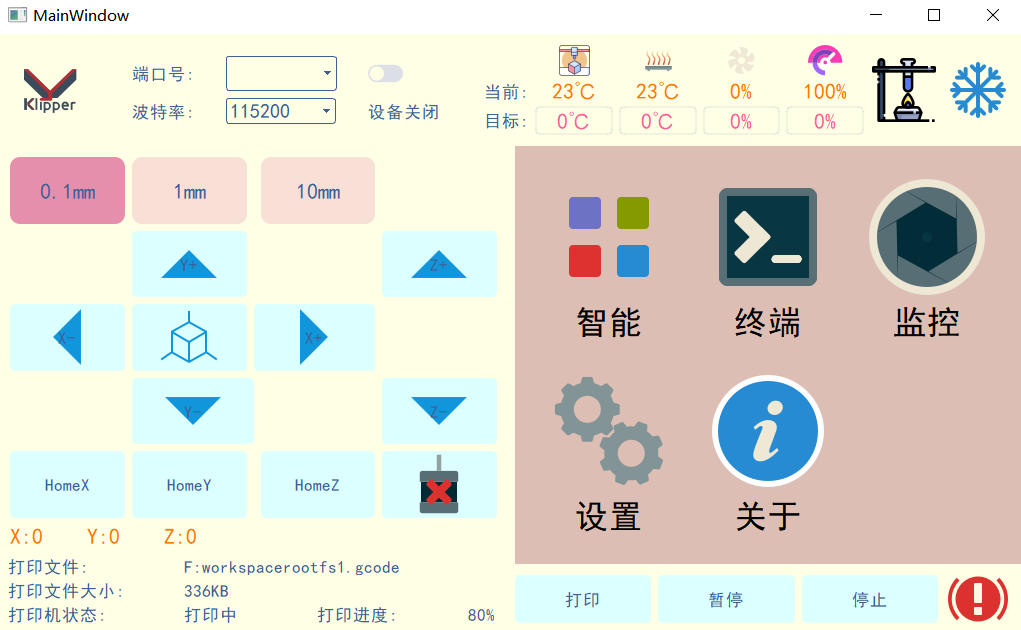 MainWindow
Klipper
端口号:
波特率: 115200
设备关闭
当前: 23℃ 23℃ 0% 100%
目标: 0℃ 0℃ 0% 0%
0.1mm 1mm 10mm
Y+ Z+
X- X+
Y- Z-
HomeX HomeY HomeZ
X:0 Y:0 Z:0
打印文件: F:workspacerootfs1.gcode
打印文件大小: 336KB
打印机状态: 打印中 打印进度: 80%
智能 终端 监控
设置 关于
打印 暂停 停止